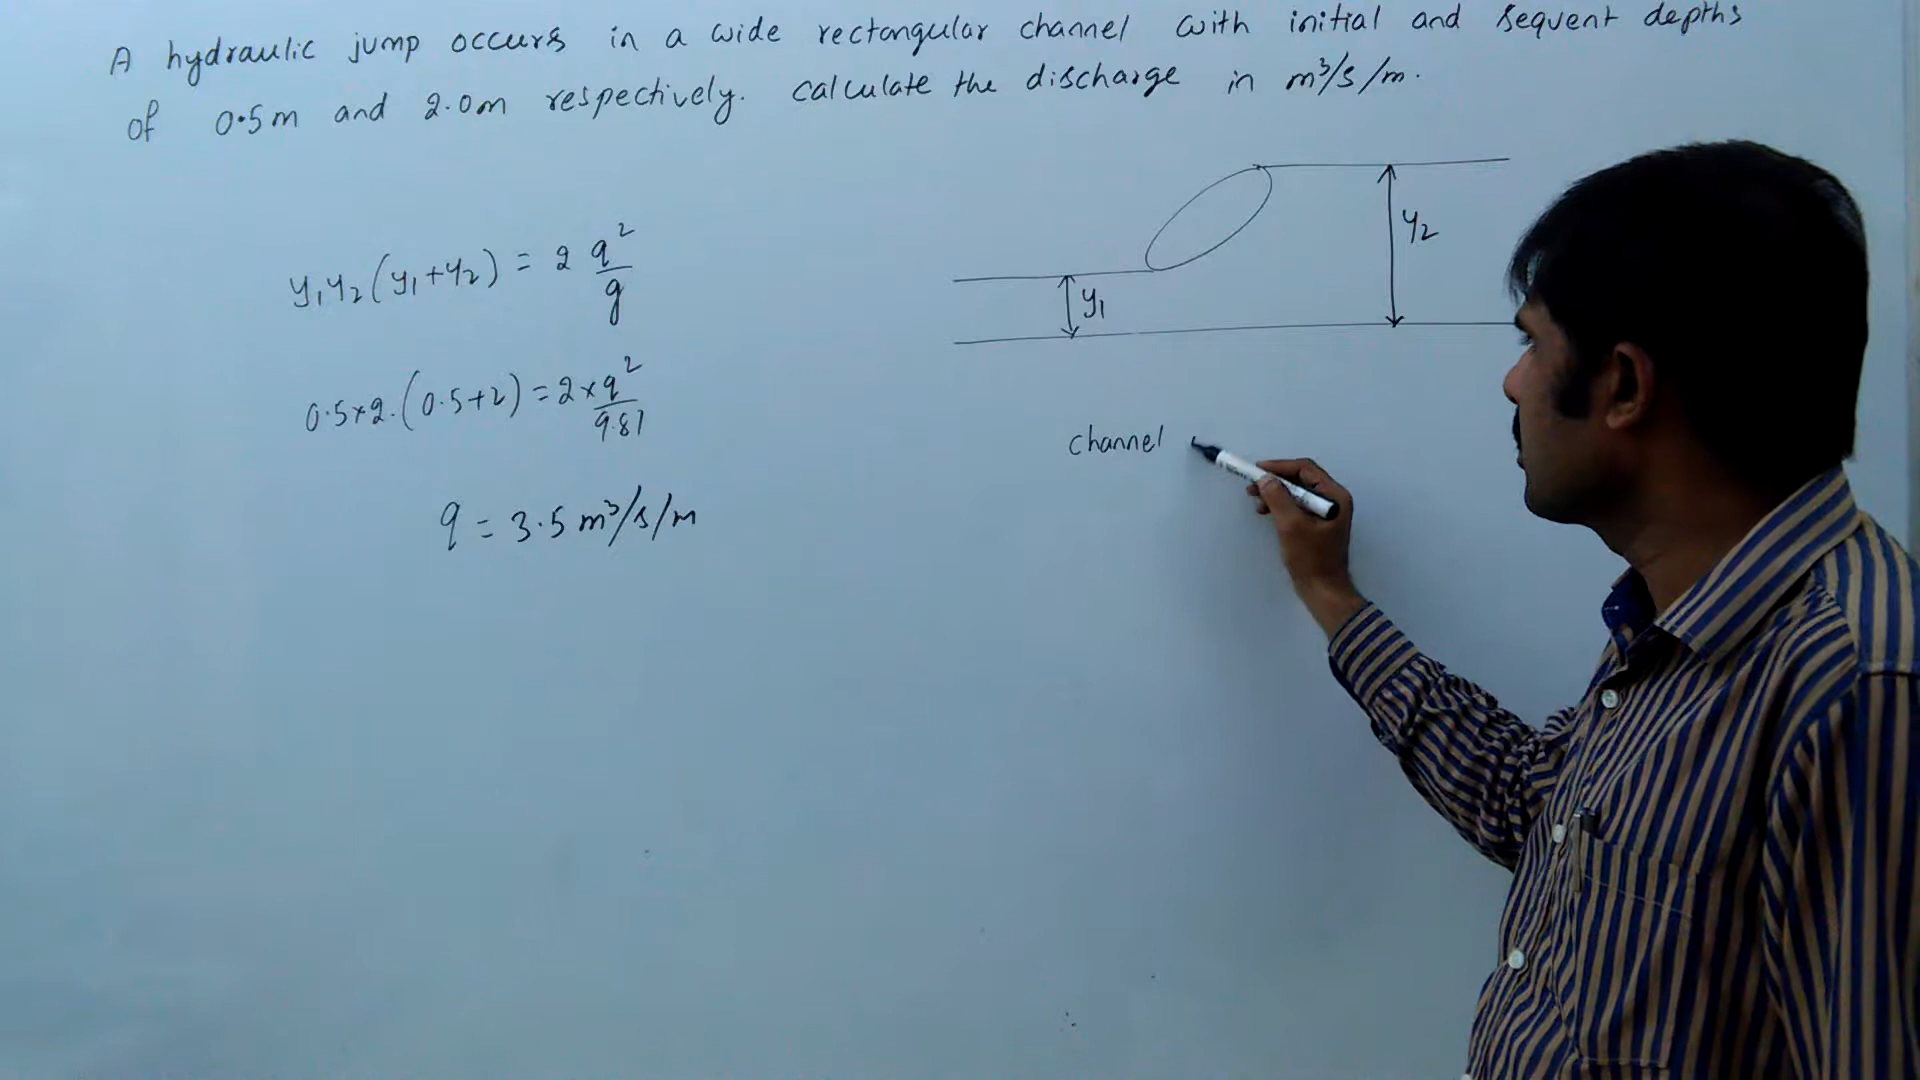 A hydraulic jump occurs in a wide rectangular channel with initial and sequent depths
of 0.5m and 2.0m respectively. calculate the discharge in m³/s/m.
y₁y₂(y₁+y₂) = 2 q²/g
0.5×2.(0.5+2) = 2×q²/9.81
q = 3.5 m³/s/m
y₂
y₁
channel